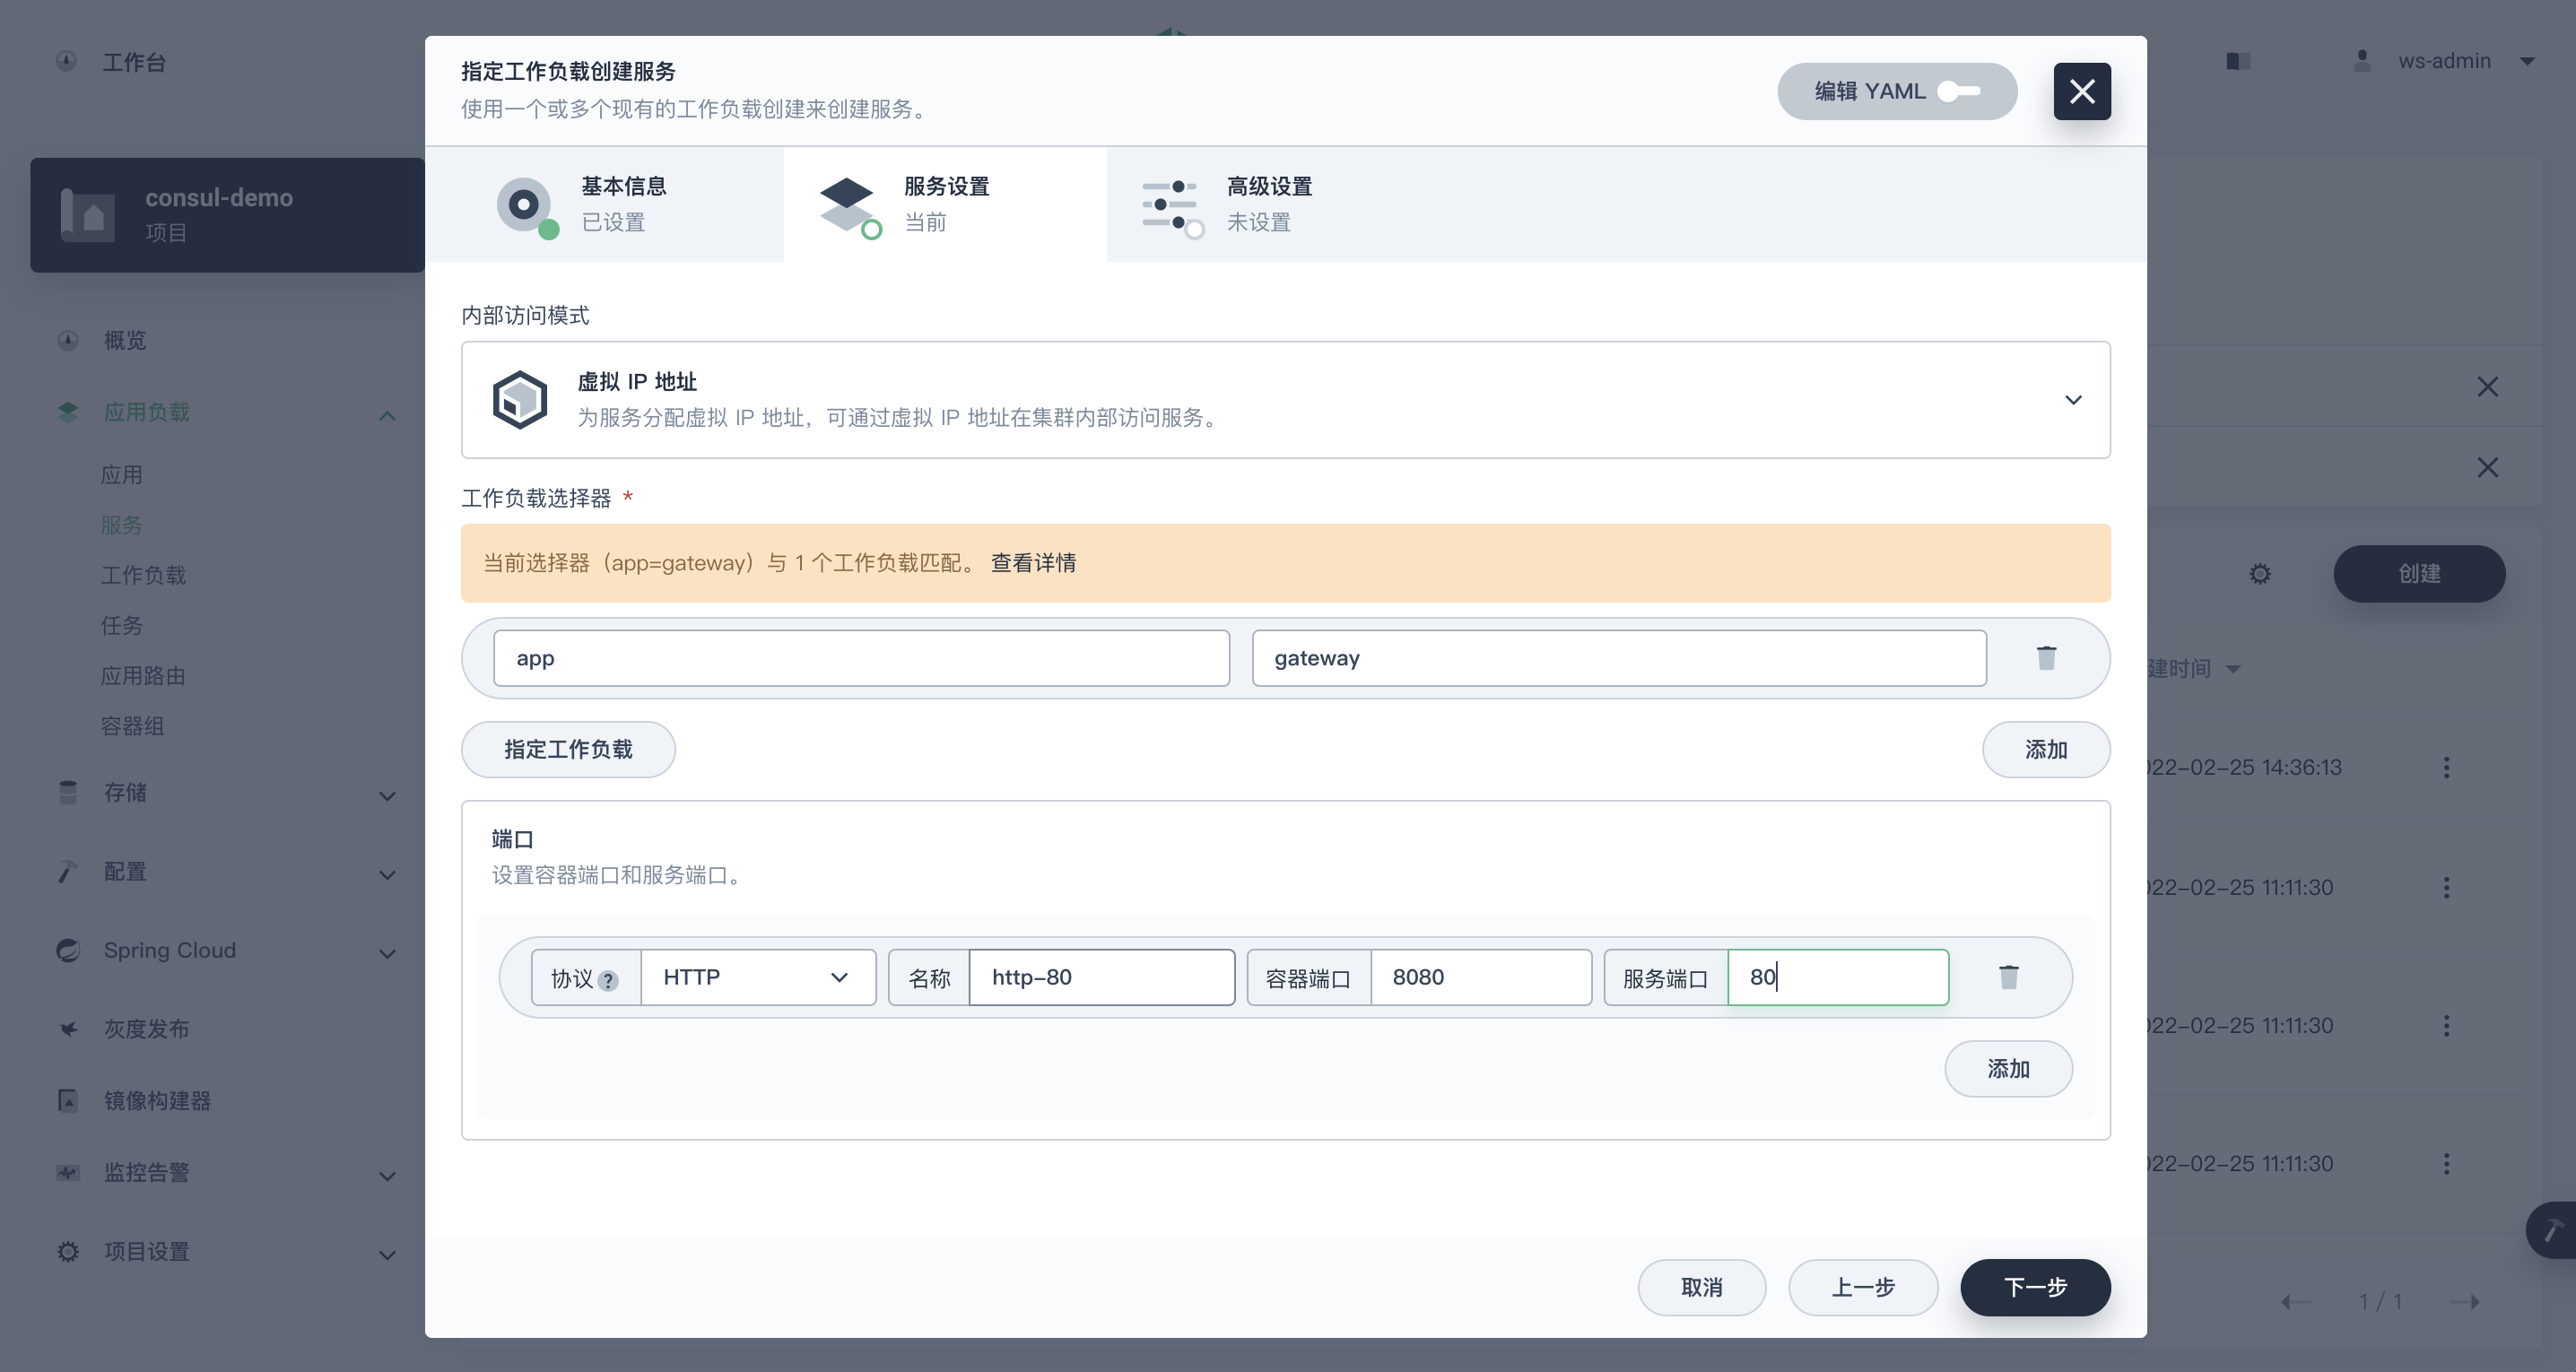 工作台
ws-admin
consul-demo
项目
概览
应用负载
应用
服务
工作负载
任务
应用路由
容器组
存储
配置
Spring Cloud
灰度发布
镜像构建器
监控告警
项目设置
指定工作负载创建服务
使用一个或多个现有的工作负载创建来创建服务。
编辑 YAML
基本信息
已设置
服务设置
当前
高级设置
未设置
内部访问模式
虚拟 IP 地址
为服务分配虚拟 IP 地址，可通过虚拟 IP 地址在集群内部访问服务。
工作负载选择器 *
当前选择器（app=gateway）与 1 个工作负载匹配。 查看详情
app gateway
指定工作负载 添加
端口
设置容器端口和服务端口。
协议 ? HTTP 名称 http-80 容器端口 8080 服务端口 80
添加
取消 上一步 下一步
创建
建时间
022-02-25 14:36:13
022-02-25 11:11:30
022-02-25 11:11:30
022-02-25 11:11:30
1 / 1